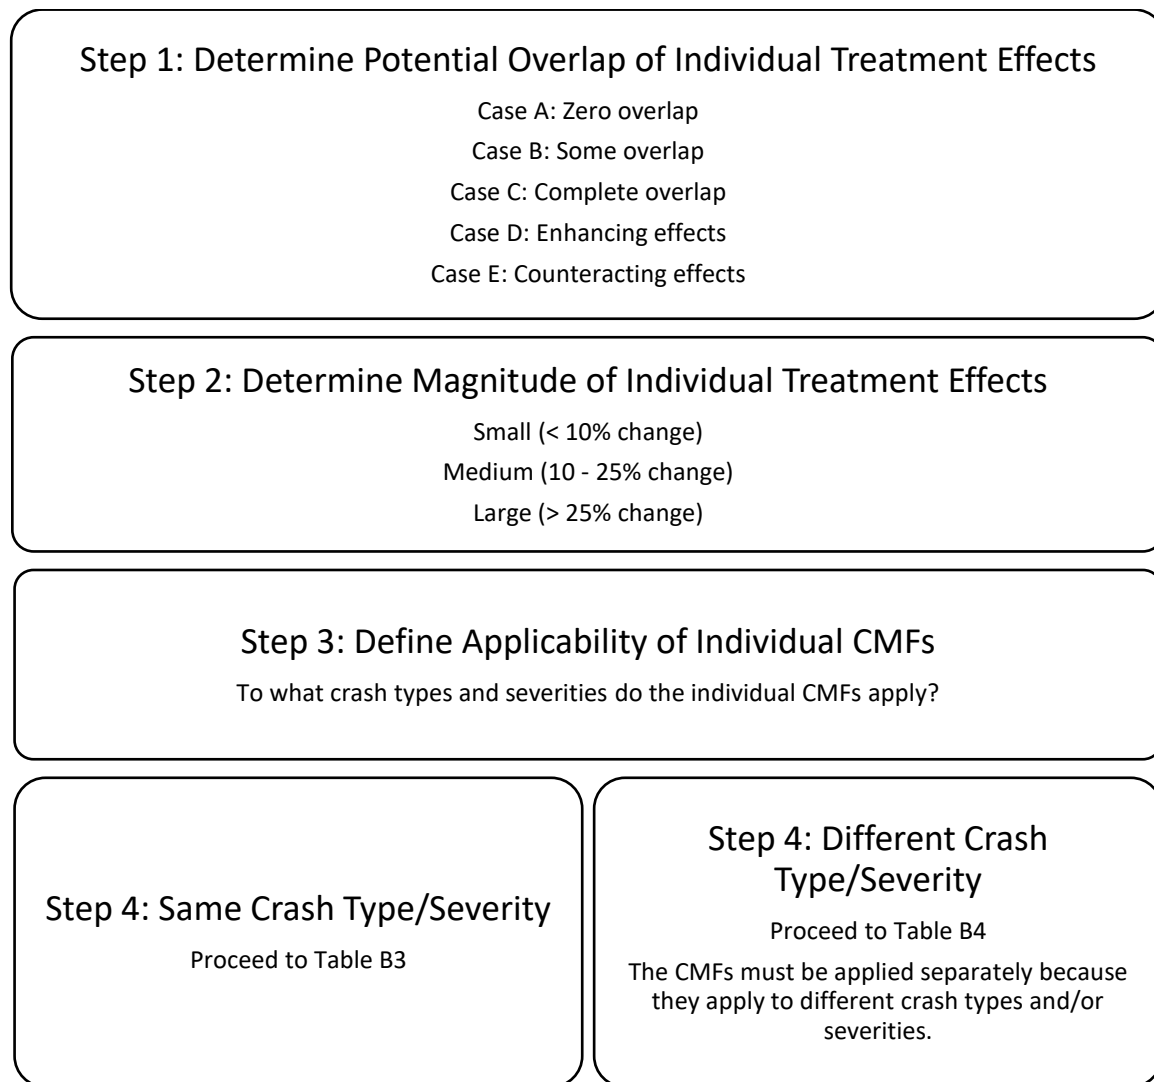 Step 1: Determine Potential Overlap of Individual Treatment Effects
Case A: Zero overlap
Case B: Some overlap
Case C: Complete overlap
Case D: Enhancing effects
Case E: Counteracting effects
Step 2: Determine Magnitude of Individual Treatment Effects
Small (< 10% change)
Medium (10 - 25% change)
Large (> 25% change)
Step 3: Define Applicability of Individual CMFs
To what crash types and severities do the individual CMFs apply?
Step 4: Same Crash Type/Severity
Proceed to Table B3
Step 4: Different Crash
Type/Severity
Proceed to Table B4
The CMFs must be applied separately because
they apply to different crash types and/or
severities.